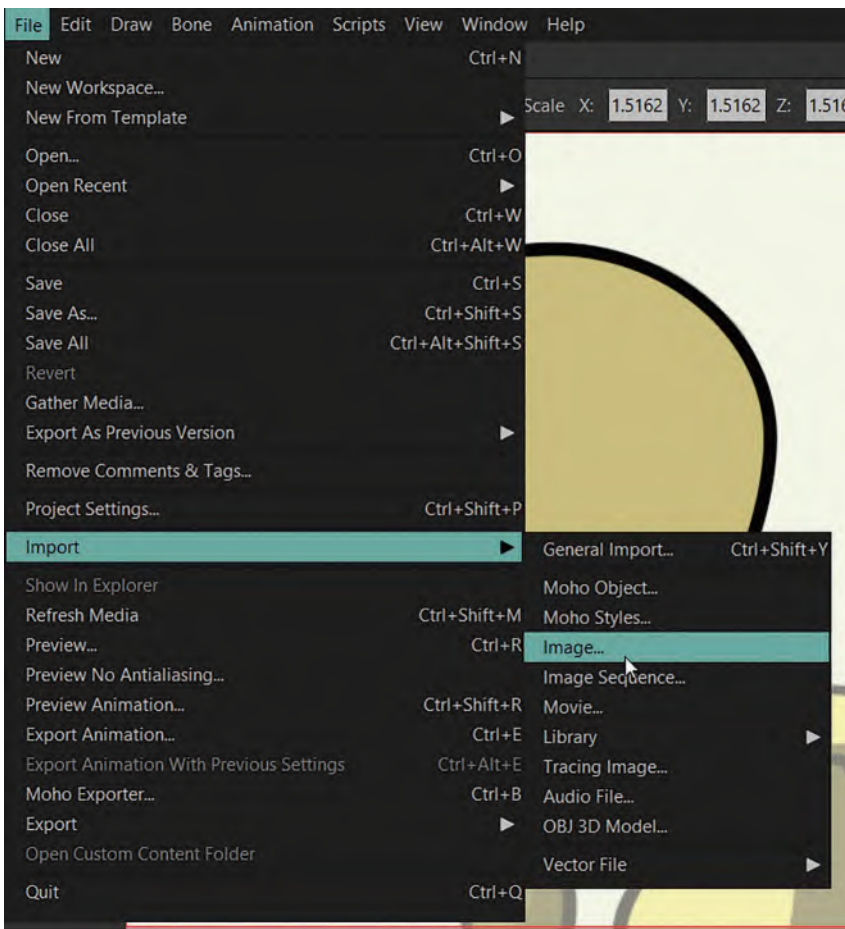 File Edit Draw Bone Animation Scripts View Window Help
New Ctrl+N
New Workspace...
New From Template
Scale X: 1.5162 Y: 1.5162 Z:
Open... Ctrl+O
Open Recent
Close Ctrl+W
Close All Ctrl+Alt+W
Save Ctrl+S
Save As... Ctrl+Shift+S
Save All Ctrl+Alt+Shift+S
Revert
Gather Media...
Export As Previous Version
Remove Comments & Tags...
Project Settings... Ctrl+Shift+P
Import
Show In Explorer
Refresh Media Ctrl+Shift+M
Preview... Ctrl+R
Preview No Antialiasing...
Preview Animation... Ctrl+Shift+R
Export Animation... Ctrl+E
Export Animation With Previous Settings Ctrl+Alt+E
Moho Exporter... Ctrl+B
Export
Open Custom Content Folder
Quit Ctrl+Q
General Import... Ctrl+Shift+Y
Moho Object...
Moho Styles...
Image...
Image Sequence...
Movie...
Library
Tracing Image...
Audio File...
OBJ 3D Model...
Vector File